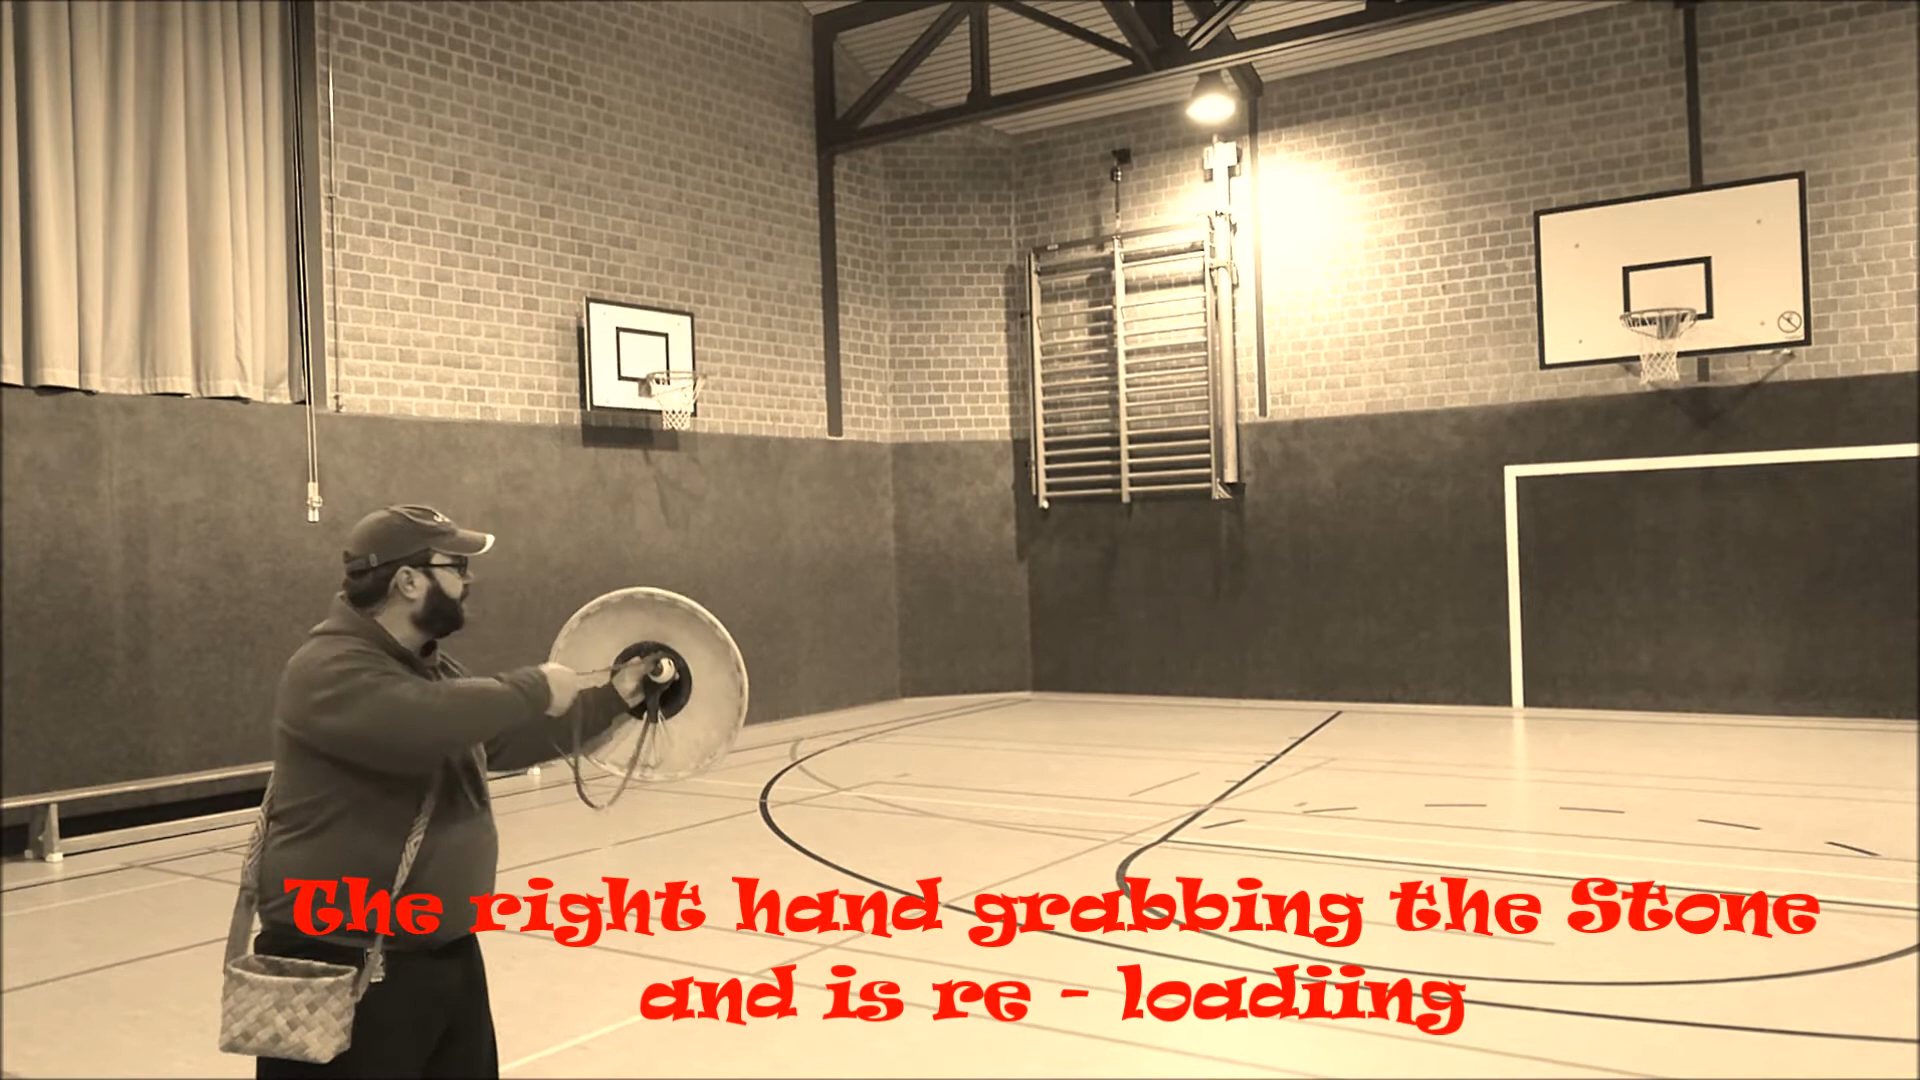 The right hand grabbing the Stone
and is re - loadiing